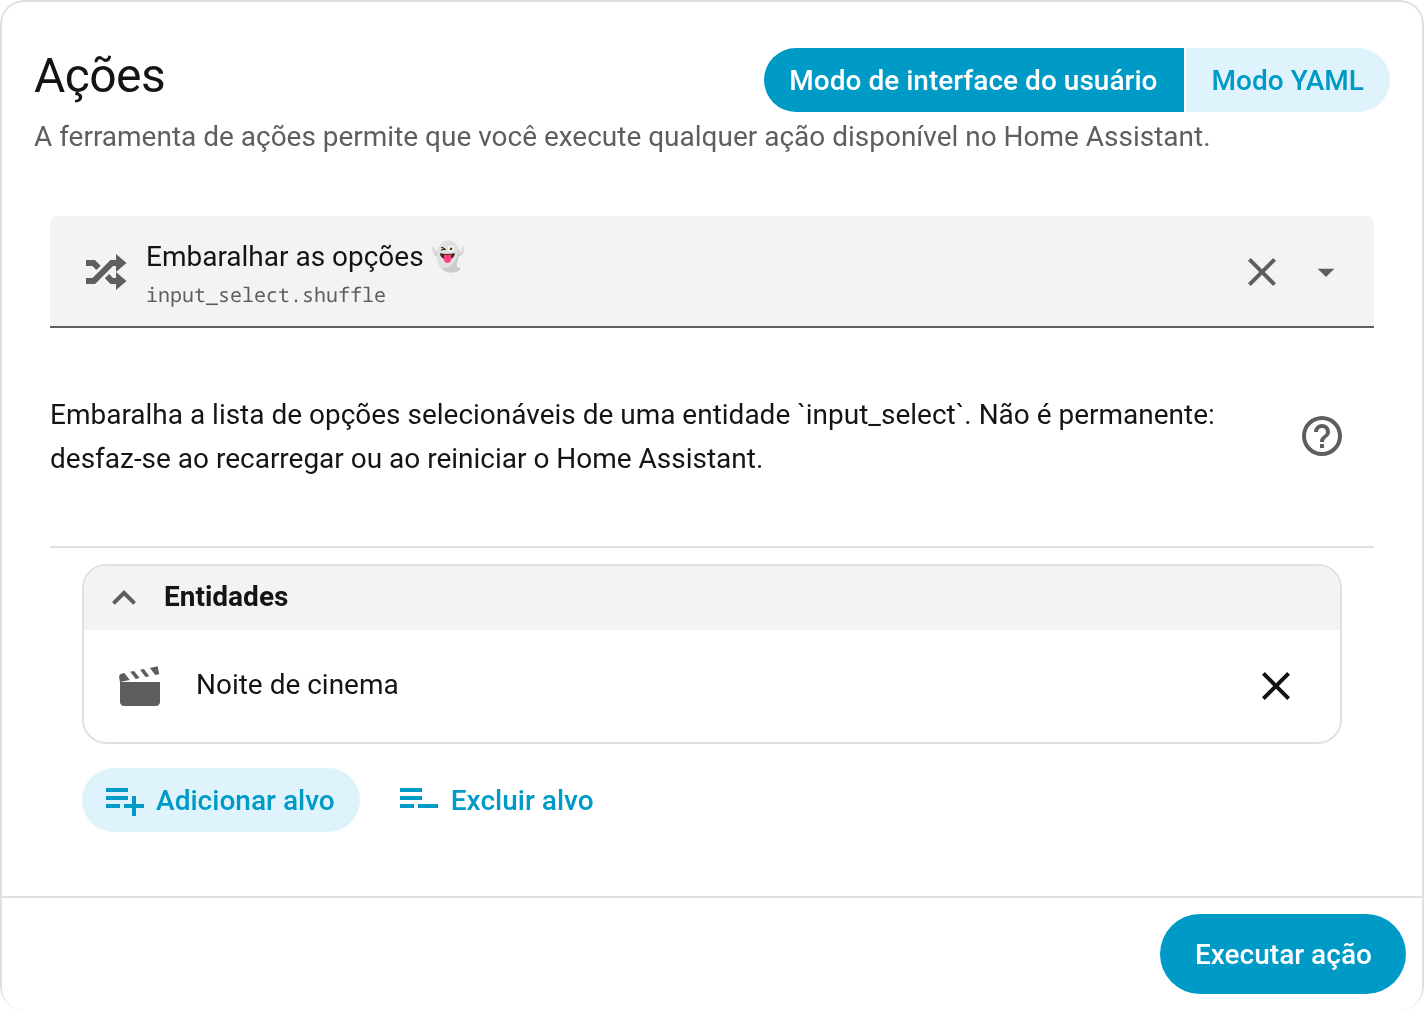 Ações
Modo de interface do usuário
Modo YAML
A ferramenta de ações permite que você execute qualquer ação disponível no Home Assistant.
Embaralhar as opções 👻
input_select.shuffle
Embaralha a lista de opções selecionáveis de uma entidade `input_select`. Não é permanente:
desfaz-se ao recarregar ou ao reiniciar o Home Assistant.
Entidades
Noite de cinema
Adicionar alvo
Excluir alvo
Executar ação